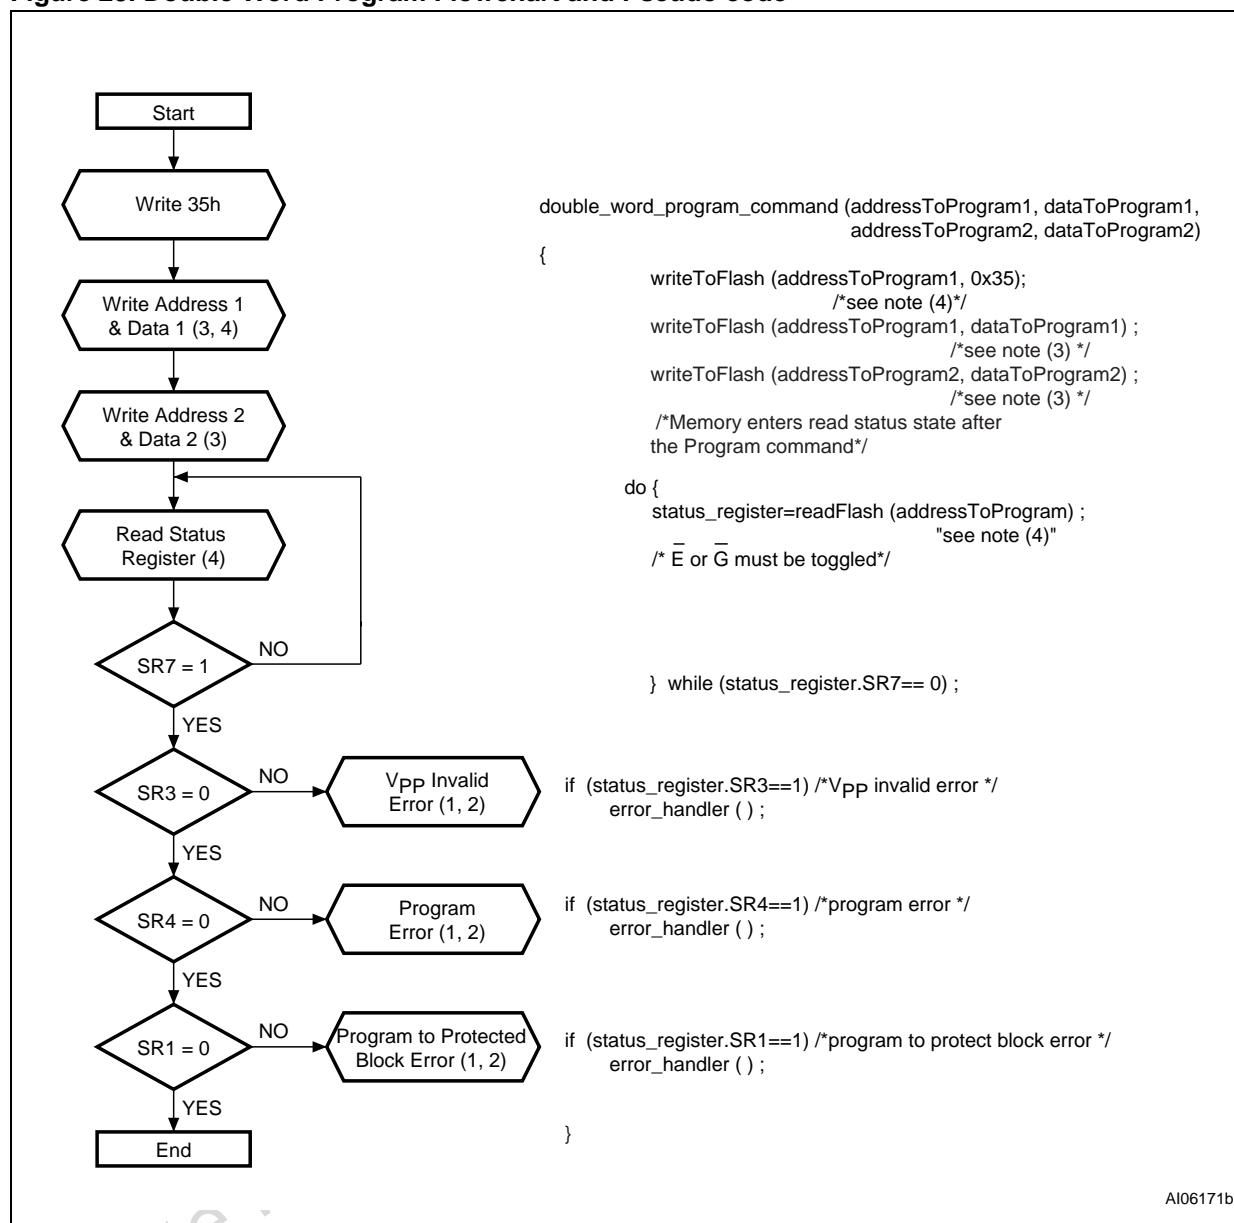 Start
Write 35h
Write Address 1
& Data 1 (3, 4)
Write Address 2
& Data 2 (3)
Read Status
Register (4)
SR7 = 1
NO
YES
SR3 = 0
NO
VPP Invalid
Error (1, 2)
YES
SR4 = 0
NO
Program
Error (1, 2)
YES
SR1 = 0
NO
Program to Protected
Block Error (1, 2)
YES
End
double_word_program_command (addressToProgram1, dataToProgram1,
addressToProgram2, dataToProgram2)
{
writeToFlash (addressToProgram1, 0x35);
/*see note (4)*/
writeToFlash (addressToProgram1, dataToProgram1) ;
/*see note (3) */
writeToFlash (addressToProgram2, dataToProgram2) ;
/*see note (3) */
/*Memory enters read status state after
the Program command*/
do {
status_register=readFlash (addressToProgram) ;
"see note (4)"
/* E̅ or G̅ must be toggled*/
} while (status_register.SR7== 0) ;
if (status_register.SR3==1) /*VPP invalid error */
error_handler ( ) ;
if (status_register.SR4==1) /*program error */
error_handler ( ) ;
if (status_register.SR1==1) /*program to protect block error */
error_handler ( ) ;
}
AI06171b